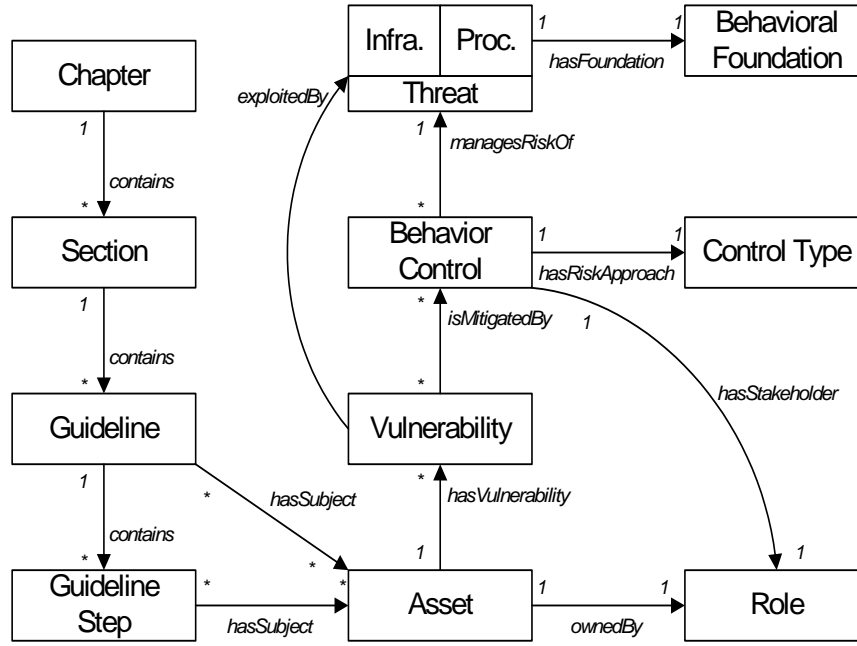 Infra.
Proc.
Threat
1
1
hasFoundation
Behavioral
Foundation
Chapter
exploitedBy
1
contains
*
1
managesRiskOf
*
Section
Behavior
Control
1
1
hasRiskApproach
Control Type
1
contains
*
*
isMitigatedBy
*
1
hasStakeholder
1
Guideline
Vulnerability
1
contains
*
*
hasSubject
*
*
hasVulnerability
1
Guideline
Step
*
hasSubject
*
Asset
1
1
ownedBy
Role